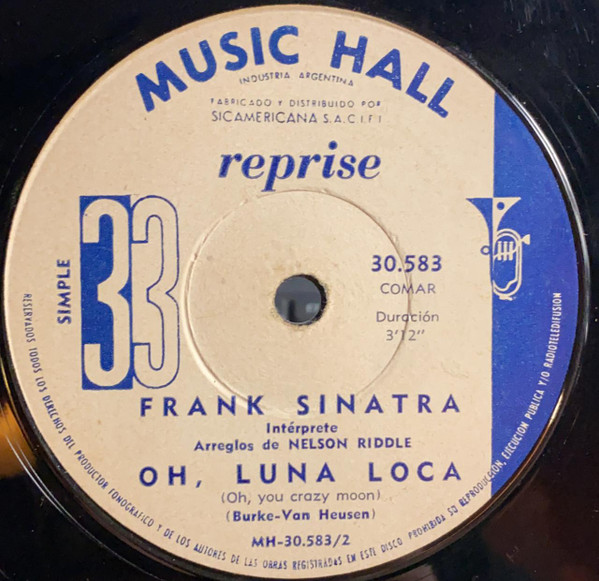 MUSIC HALL
INDUSTRIA ARGENTINA
FABRICADO Y DISTRIBUIDO POR
SICAMERICANA S.A.C.I.F.I
reprise
SIMPLE
33
30.583
COMAR
Duración
3'12"
FRANK SINATRA
Intérprete
Arreglos de NELSON RIDDLE
OH, LUNA LOCA
(Oh, you crazy moon)
(Burke-Van Heusen)
MH-30.583/2
RESERVADOS TODOS LOS DERECHOS DEL PRODUCTOR FONOGRAFICO Y DE LOS AUTORES DE LAS OBRAS REGISTRADAS EN ESTE DISCO PROHIBIDA SU REPRODUCCION, EJECUCION PUBLICA Y/O RADIOTELEDIFUSION